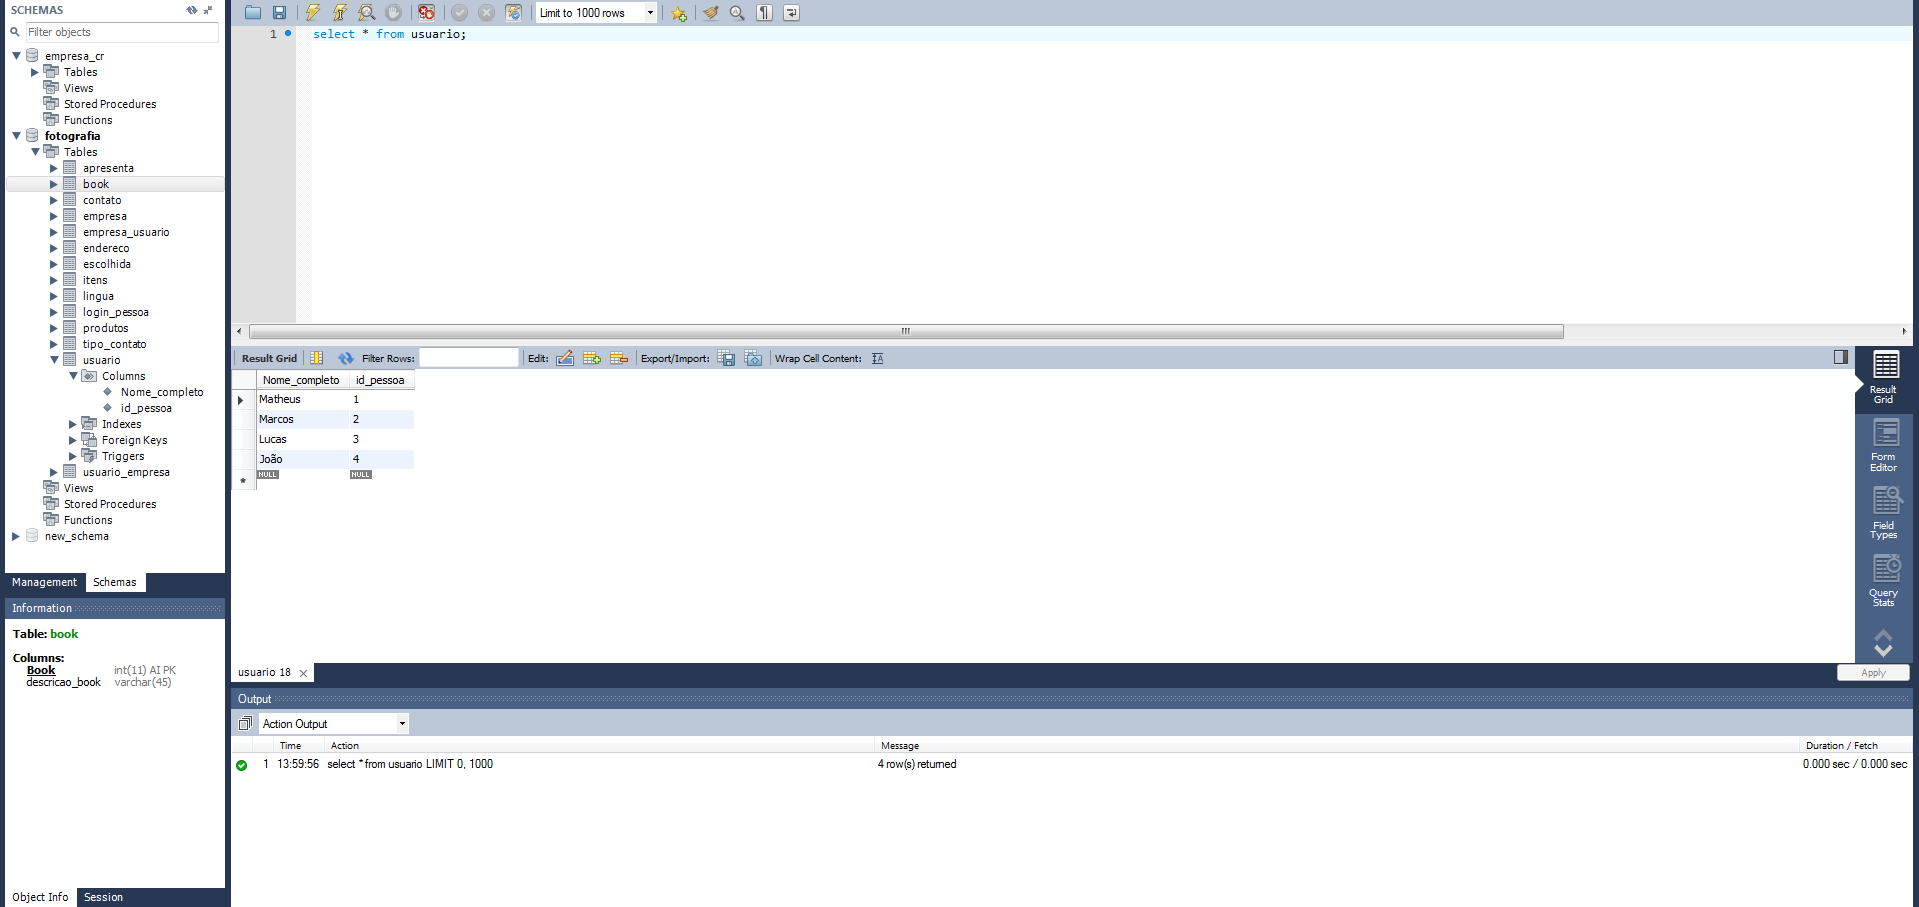 SCHEMAS
Filter objects
empresa_cr
Tables
Views
Stored Procedures
Functions
fotografia
Tables
apresenta
book
contato
empresa
empresa_usuario
endereco
escolhida
itens
lingua
login_pessoa
produtos
tipo_contato
usuario
Columns
Nome_completo
id_pessoa
Indexes
Foreign Keys
Triggers
usuario_empresa
Views
Stored Procedures
Functions
new_schema
Management Schemas
Information
Table: book
Columns:
Book int(11) AI PK
descricao_book varchar(45)
Object Info Session
Limit to 1000 rows
1 select * from usuario;
Result Grid Filter Rows: Edit: Export/Import: Wrap Cell Content:
Nome_completo id_pessoa
Matheus 1
Marcos 2
Lucas 3
João 4
NULL NULL
Result
Grid
Form
Editor
Field
Types
Query
Stats
usuario 18
Apply
Output
Action Output
Time Action Message Duration / Fetch
1 13:59:56 select * from usuario LIMIT 0, 1000 4 row(s) returned 0.000 sec / 0.000 sec